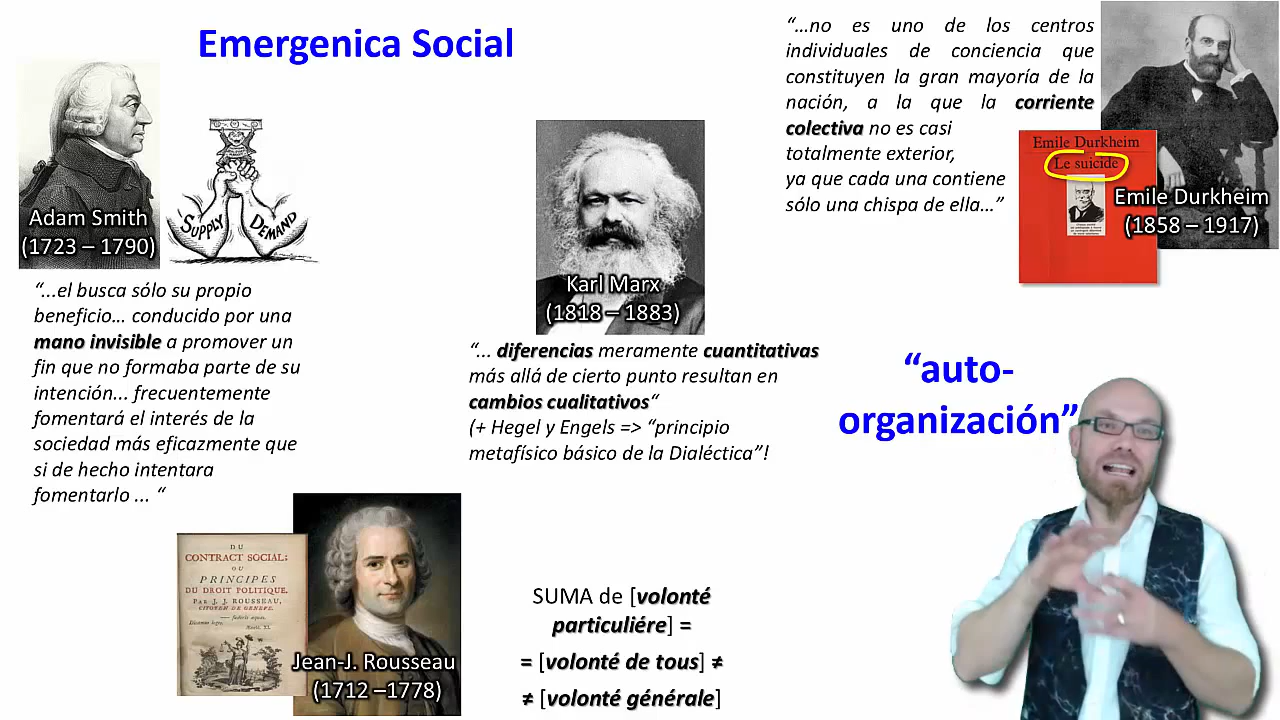 Emergenica Social
Adam Smith
(1723 – 1790)
SUPPLY
DEMAND
“...el busca sólo su propio
beneficio... conducido por una
mano invisible a promover un
fin que no formaba parte de su
intención... frecuentemente
fomentará el interés de la
sociedad más eficazmente que
si de hecho intentara
fomentarlo ... “
DU
CONTRACT SOCIAL:
OU
PRINCIPES
DU DROIT POLITIQUE.
PAR J. J. ROUSSEAU,
CITOYEN DE GENEVE.
Jean-J. Rousseau
(1712 –1778)
Karl Marx
(1818 – 1883)
“... diferencias meramente cuantitativas
más allá de cierto punto resultan en
cambios cualitativos“
(+ Hegel y Engels => “principio
metafísico básico de la Dialéctica”!
SUMA de [volonté
particuliére] =
= [volonté de tous] ≠
≠ [volonté générale]
“…no es uno de los centros
individuales de conciencia que
constituyen la gran mayoría de la
nación, a la que la corriente
colectiva no es casi
totalmente exterior,
ya que cada una contiene
sólo una chispa de ella…”
Emile Durkheim
Le suicide
Emile Durkheim
(1858 – 1917)
“auto-
organización”